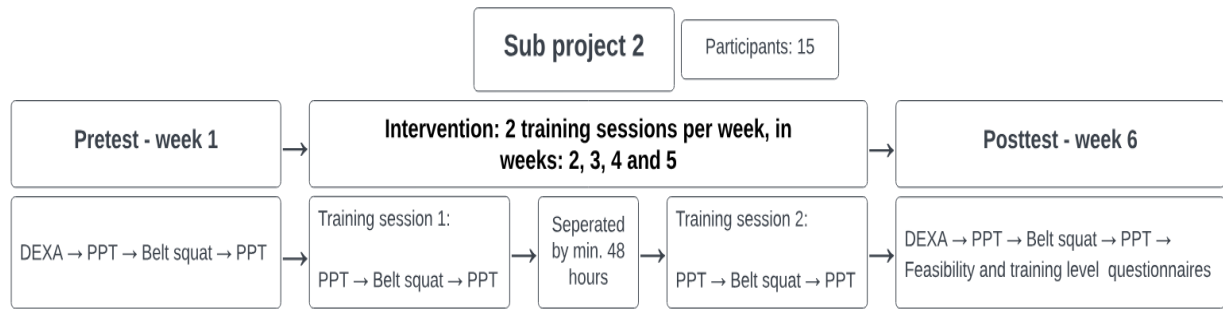 Sub project 2
Participants: 15
Pretest - week 1
→
Intervention: 2 training sessions per week, in
weeks: 2, 3, 4 and 5
→
Posttest - week 6
DEXA → PPT → Belt squat → PPT
→
Training session 1:
PPT → Belt squat → PPT
→
Seperated
by min. 48
hours
→
Training session 2:
PPT → Belt squat → PPT
→
DEXA → PPT → Belt squat → PPT →
Feasibility and training level questionnaires